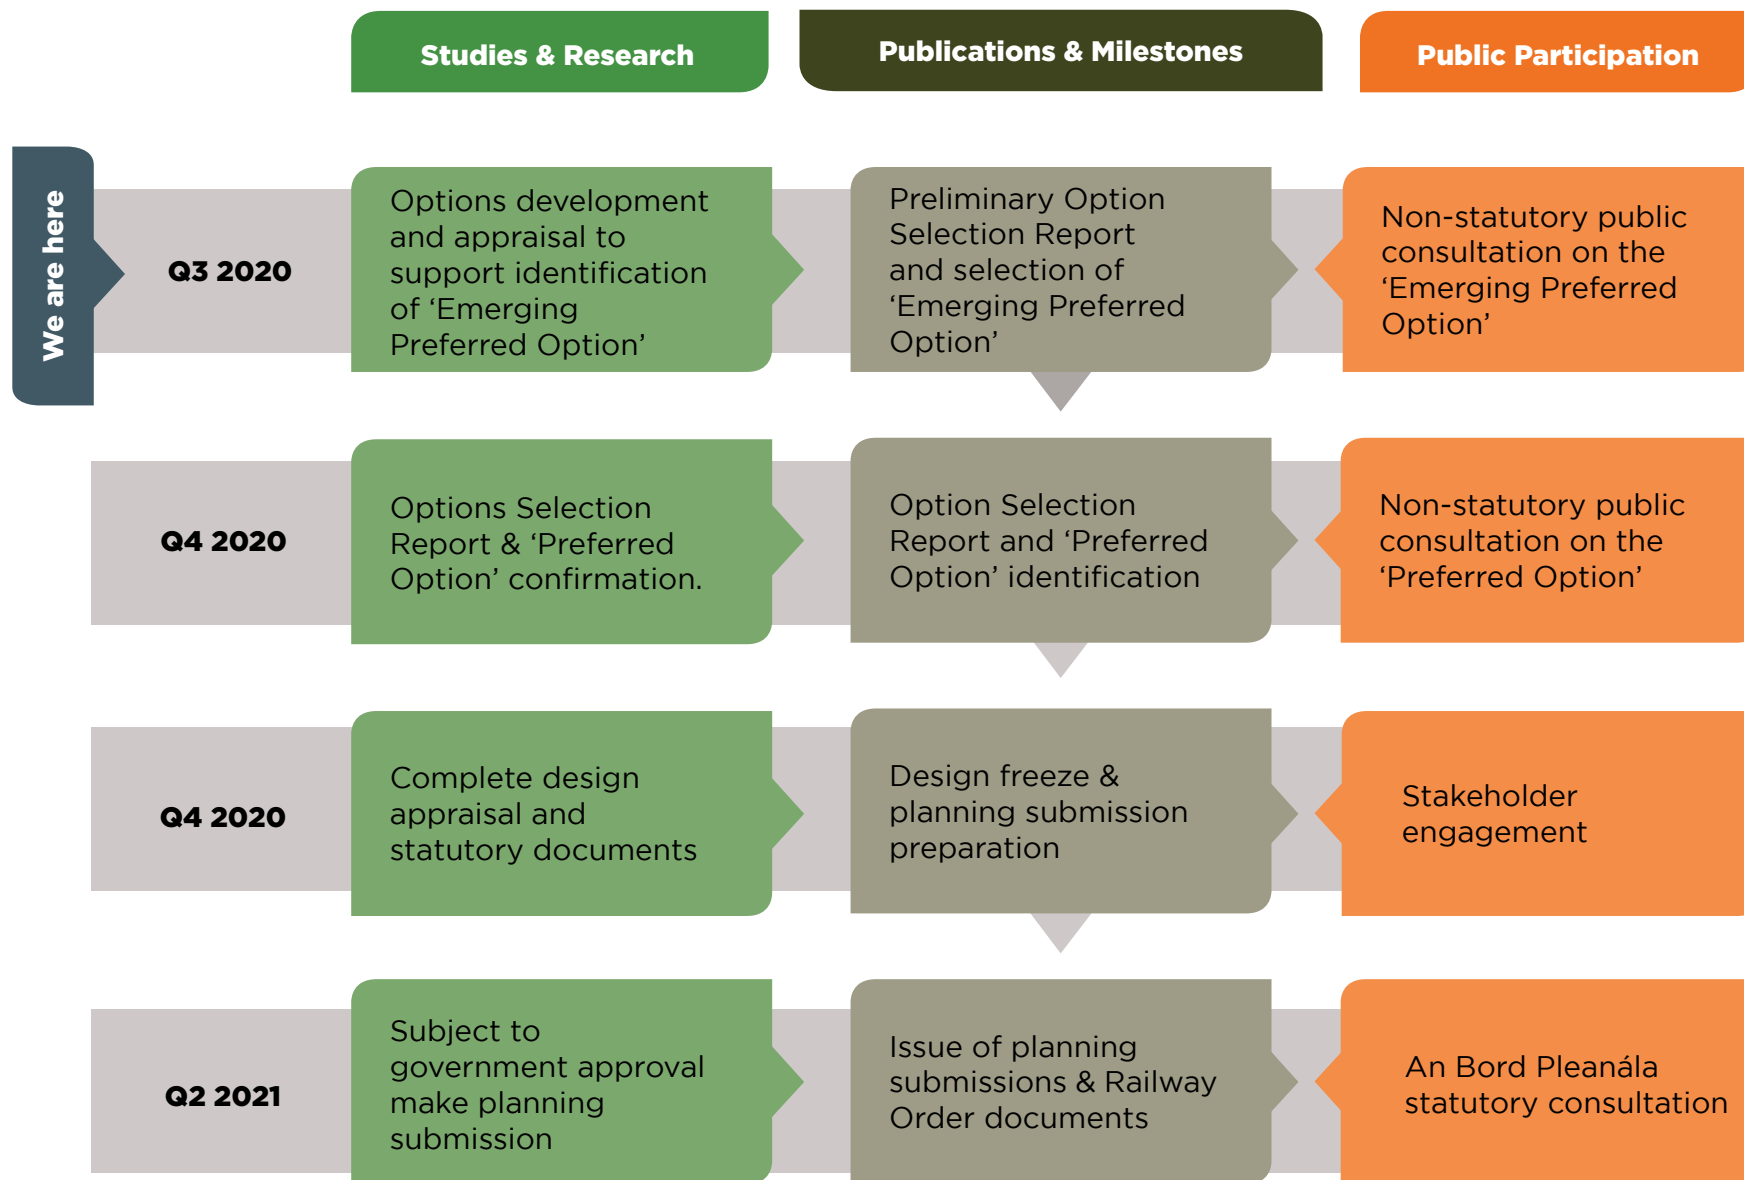 Studies & Research
Publications & Milestones
Public Participation
We are here
Q3 2020
Options development
and appraisal to
support identification
of ‘Emerging
Preferred Option’
Preliminary Option
Selection Report
and selection of
‘Emerging Preferred
Option’
Non-statutory public
consultation on the
‘Emerging Preferred
Option’
Q4 2020
Options Selection
Report & ‘Preferred
Option’ confirmation.
Option Selection
Report and ‘Preferred
Option’ identification
Non-statutory public
consultation on the
‘Preferred Option’
Q4 2020
Complete design
appraisal and
statutory documents
Design freeze &
planning submission
preparation
Stakeholder
engagement
Q2 2021
Subject to
government approval
make planning
submission
Issue of planning
submissions & Railway
Order documents
An Bord Pleanála
statutory consultation